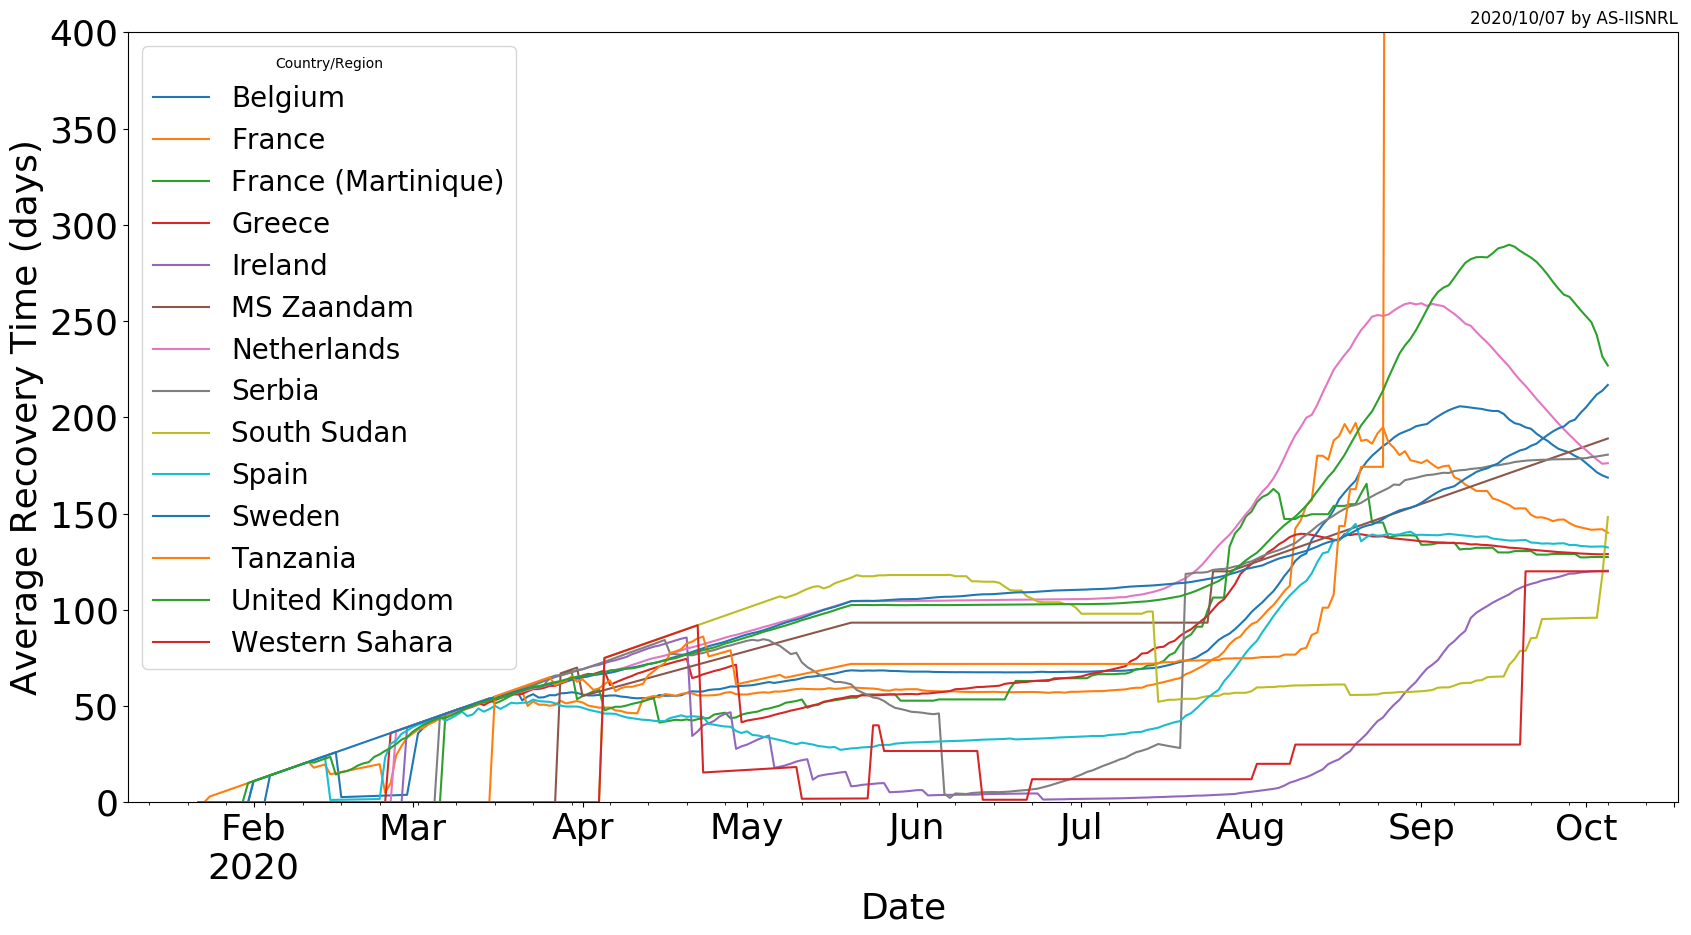 2020/10/07 by AS-IISNRL
400
350
300
250
200
150
100
50
0
Average Recovery Time (days)
Country/Region
Belgium
France
France (Martinique)
Greece
Ireland
MS Zaandam
Netherlands
Serbia
South Sudan
Spain
Sweden
Tanzania
United Kingdom
Western Sahara
Feb Mar Apr May Jun Jul Aug Sep Oct
2020
Date